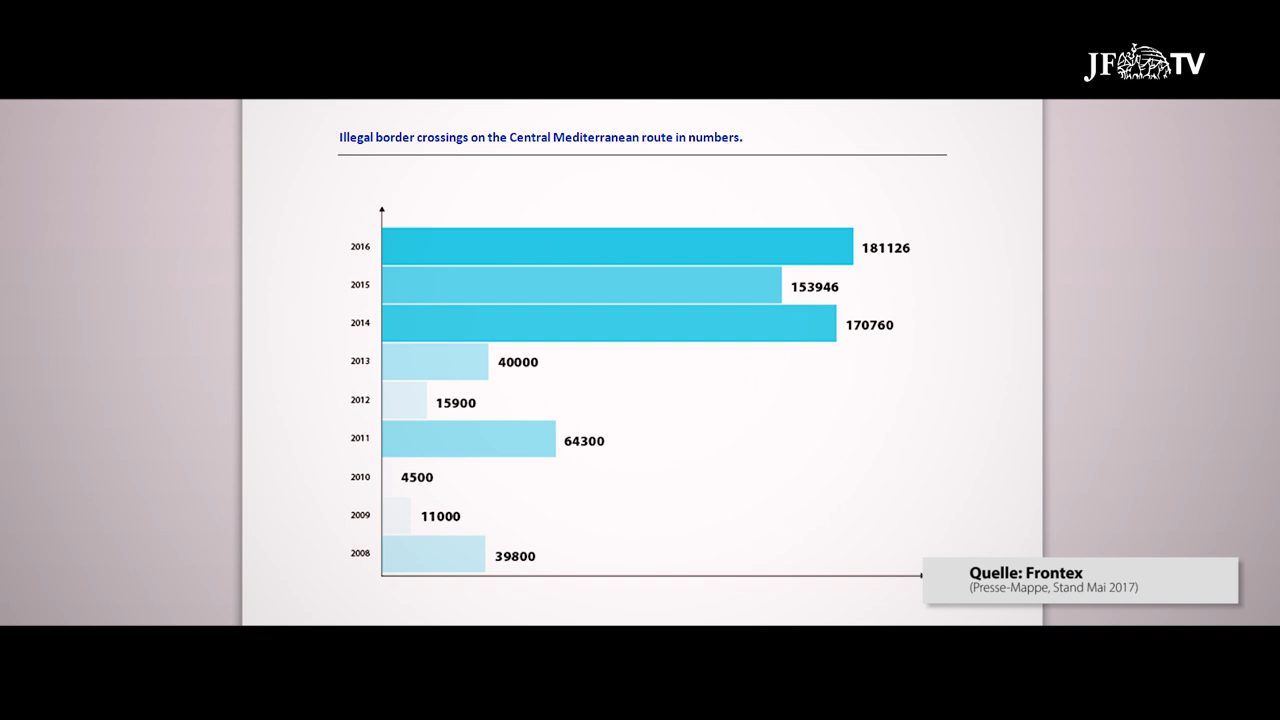 JF TV
Illegal border crossings on the Central Mediterranean route in numbers.
2016 181126
2015 153946
2014 170760
2013 40000
2012 15900
2011 64300
2010 4500
2009 11000
2008 39800
Quelle: Frontex
(Presse-Mappe, Stand Mai 2017)